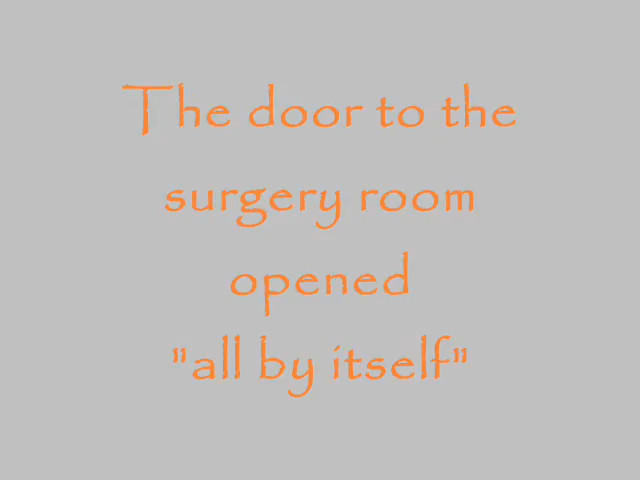 The door to the
surgery room
opened
"all by itself"